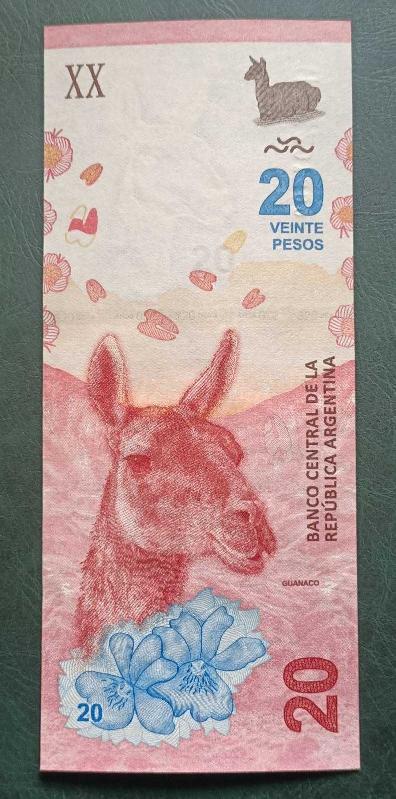 XX
20
VEINTE
PESOS
BANCO CENTRAL DE LA
REPÚBLICA ARGENTINA
GUANACO
20
20